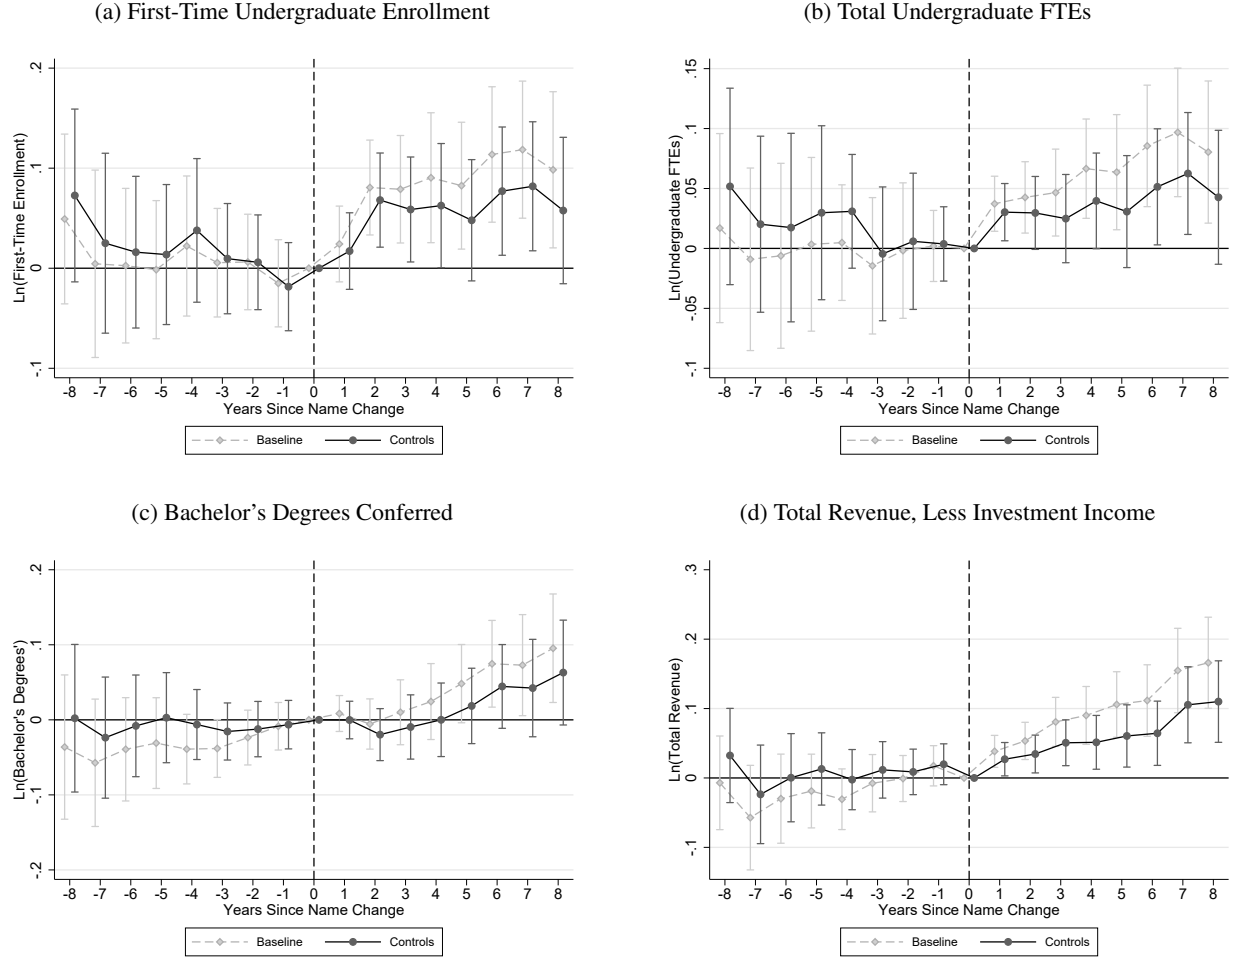 (a) First-Time Undergraduate Enrollment
Ln(First-Time Enrollment)
.2
.1
0
-.1
-8 -7 -6 -5 -4 -3 -2 -1 0 1 2 3 4 5 6 7 8
Years Since Name Change
Baseline Controls
(b) Total Undergraduate FTEs
Ln(Undergraduate FTEs)
.15
.1
.05
0
-.05
-.1
-8 -7 -6 -5 -4 -3 -2 -1 0 1 2 3 4 5 6 7 8
Years Since Name Change
Baseline Controls
(c) Bachelor's Degrees Conferred
Ln(Bachelor's Degrees')
.2
.1
0
-.1
-.2
-8 -7 -6 -5 -4 -3 -2 -1 0 1 2 3 4 5 6 7 8
Years Since Name Change
Baseline Controls
(d) Total Revenue, Less Investment Income
Ln(Total Revenue)
.3
.2
.1
0
-.1
-8 -7 -6 -5 -4 -3 -2 -1 0 1 2 3 4 5 6 7 8
Years Since Name Change
Baseline Controls